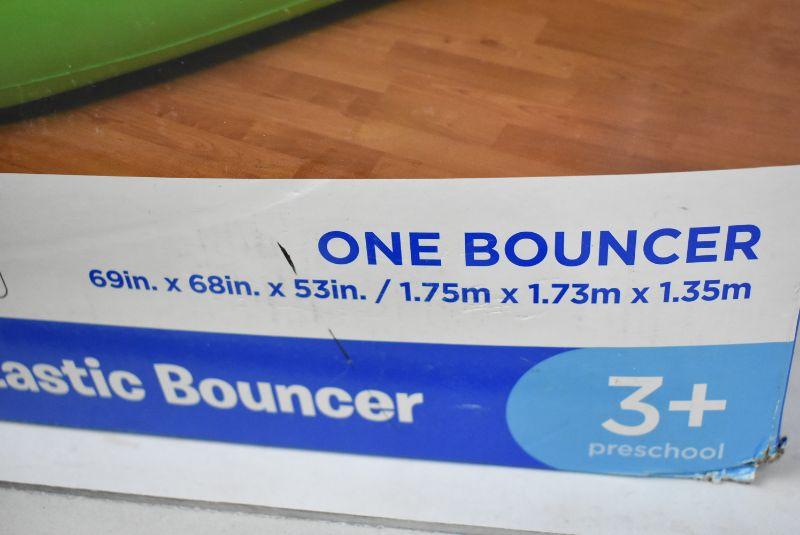 ONE BOUNCER
69in. x 68in. x 53in. / 1.75m x 1.73m x 1.35m
astic Bouncer
3+
preschool